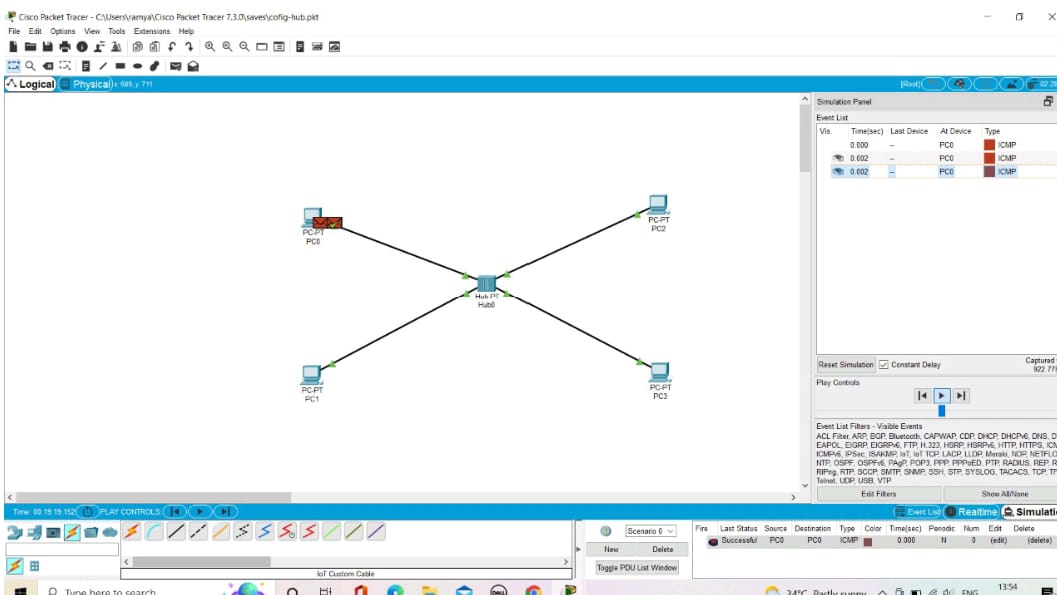 Cisco Packet Tracer - C:\Users\ramya\Cisco Packet Tracer 7.3.0\saves\cofig-hub.pkt
File Edit Options View Tools Extensions Help
Logical Physical x: 689, y: 711 [Root]
Simulation Panel
Event List
Vis. Time(sec) Last Device At Device Type
0.000 -- PC0 ICMP
0.002 -- PC0 ICMP
0.002 -- PC0 ICMP
PC-PT
PC0
PC-PT
PC2
Hub-PT
Hub0
PC-PT
PC1
PC-PT
PC3
Reset Simulation Constant Delay Captured
922.778
Play Controls
Event List Filters - Visible Events
ACL Filter, ARP, BGP, Bluetooth, CAPWAP, CDP, DHCP, DHCPv6, DNS,
EAPOL, EIGRP, EIGRPv6, FTP, H.323, HSRP, HSRPv6, HTTP, HTTPS,
ICMPv6, IPSec, ISAKMP, IoT, IoT TCP, LACP, LLDP, Meraki, NDP,
NTP, OSPF, OSPFv6, PAgP, POP3, PPP, PPPoED, PTP, RADIUS, REP,
RIPng, RTP, SCCP, SMTP, SNMP, SSH, STP, SYSLOG, TACACS, TCP,
Telnet, UDP, USB, VTP
Edit Filters Show All/None
Time: 00:19:19.152 PLAY CONTROLS: Event List Realtime
Scenario 0
New Delete
Toggle PDU List Window
Fire Last Status Source Destination Type Color Time(sec) Periodic Num Edit Delete
Successful PC0 PC0 ICMP 0.000 N 0 (edit) (delete)
IoT Custom Cable
Type here to search
34°C Partly sunny ENG 13:54